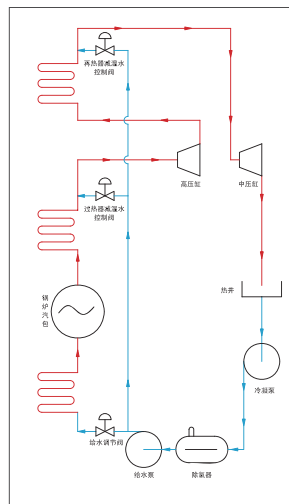 再热器减温水
控制阀
高压缸
中压缸
过热器减温水
控制阀
热井
锅
炉
汽
包
冷凝泵
给水调节阀
给水泵
除氧器